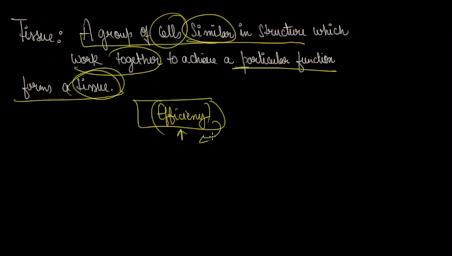 Tissue: A group of cells similar in structure which
work together to achieve a particular function
forms a tissue.
Efficiency